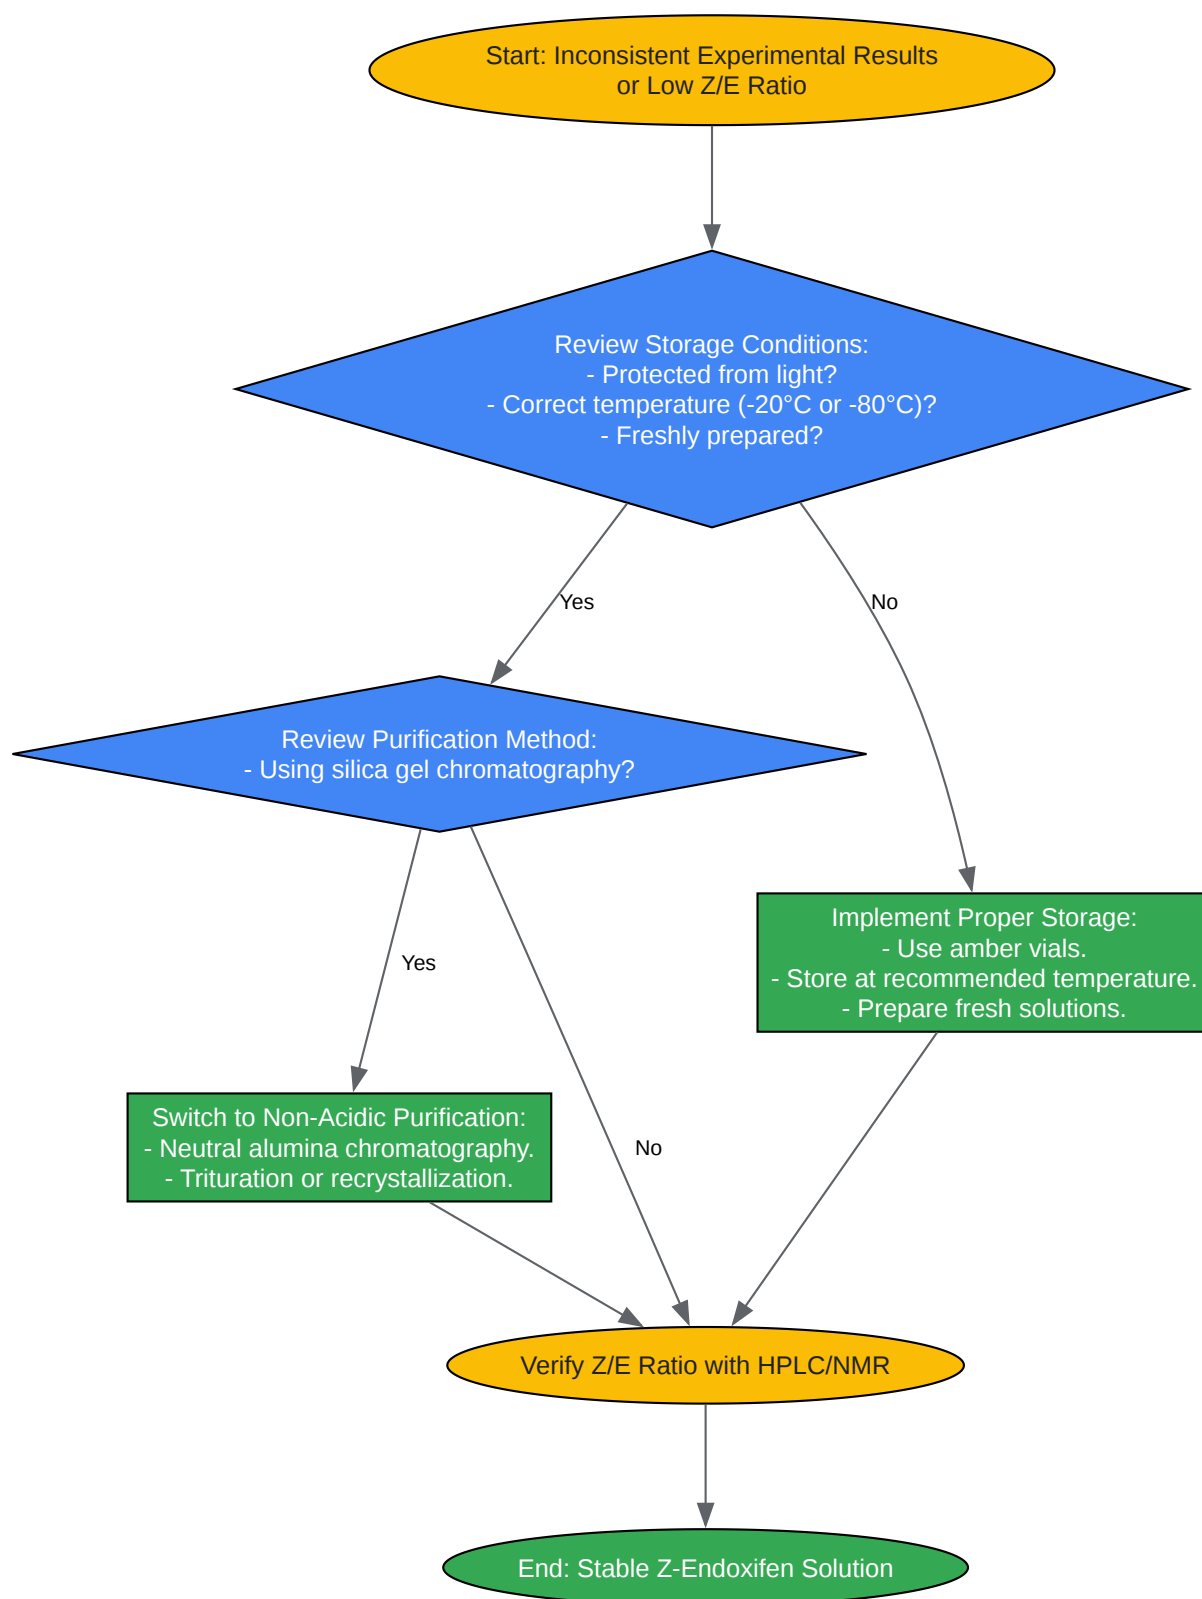 Start: Inconsistent Experimental Results
or Low Z/E Ratio
Review Storage Conditions:
- Protected from light?
- Correct temperature (-20°C or -80°C)?
- Freshly prepared?
Yes
No
Review Purification Method:
- Using silica gel chromatography?
Implement Proper Storage:
- Use amber vials.
- Store at recommended temperature.
- Prepare fresh solutions.
Yes
Switch to Non-Acidic Purification:
- Neutral alumina chromatography.
- Trituration or recrystallization.
No
Verify Z/E Ratio with HPLC/NMR
End: Stable Z-Endoxifen Solution